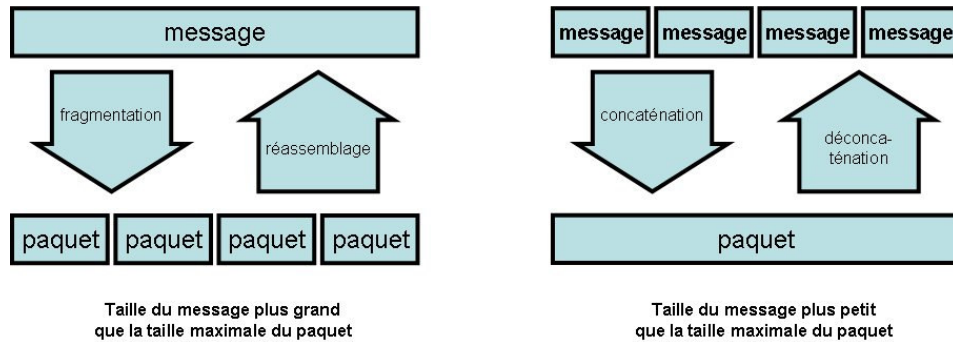 message
fragmentation
réassemblage
paquet paquet paquet paquet
Taille du message plus grand
que la taille maximale du paquet
message message message message
concaténation
déconca-
ténation
paquet
Taille du message plus petit
que la taille maximale du paquet